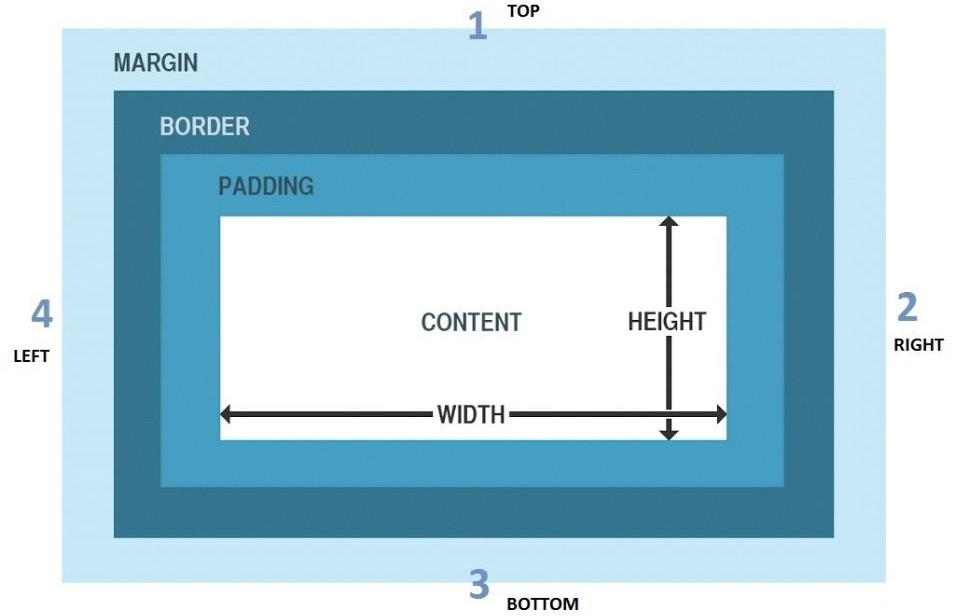 1 TOP
MARGIN
BORDER
PADDING
4
LEFT
CONTENT
HEIGHT
2
RIGHT
WIDTH
3
BOTTOM